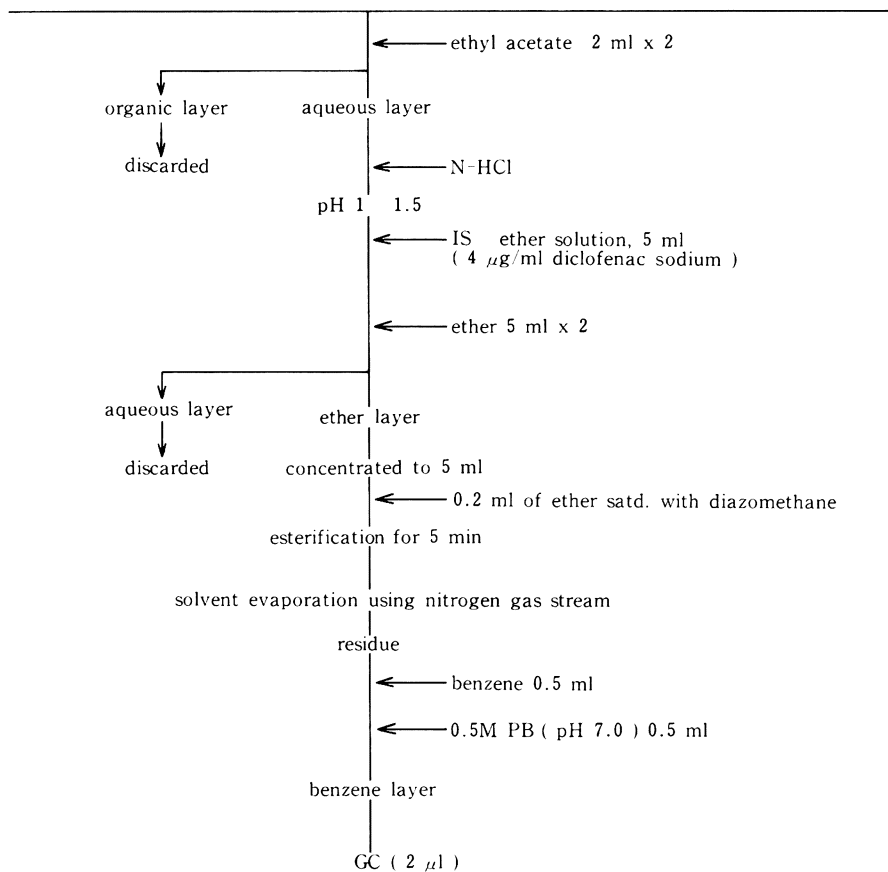 ethyl acetate 2 ml x 2
organic layer
aqueous layer
discarded
N-HCl
pH 1 1.5
IS ether solution, 5 ml
( 4 μg/ml diclofenac sodium )
ether 5 ml x 2
aqueous layer
ether layer
discarded
concentrated to 5 ml
0.2 ml of ether satd. with diazomethane
esterification for 5 min
solvent evaporation using nitrogen gas stream
residue
benzene 0.5 ml
0.5M PB ( pH 7.0 ) 0.5 ml
benzene layer
GC ( 2 μl )